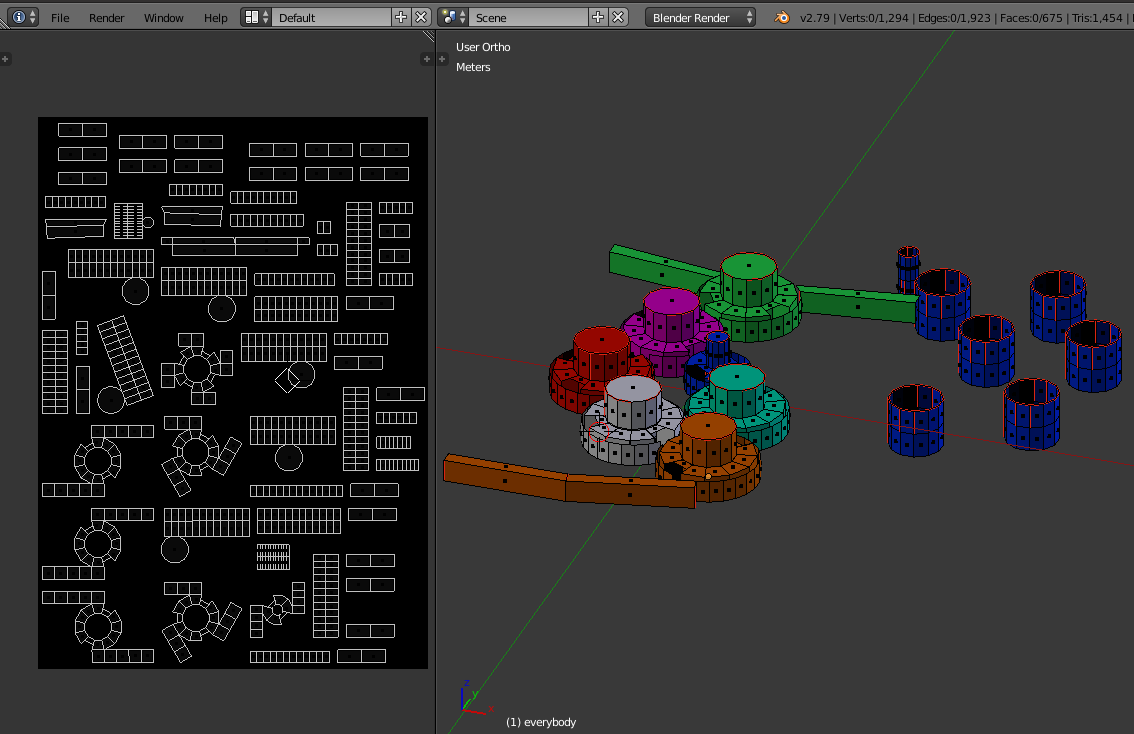 File Render Window Help Default Scene Blender Render v2.79 | Verts:0/1,294 | Edges:0/1,923 | Faces:0/675 | Tris:1,454 |
User Ortho
Meters
z
y
x
(1) everybody